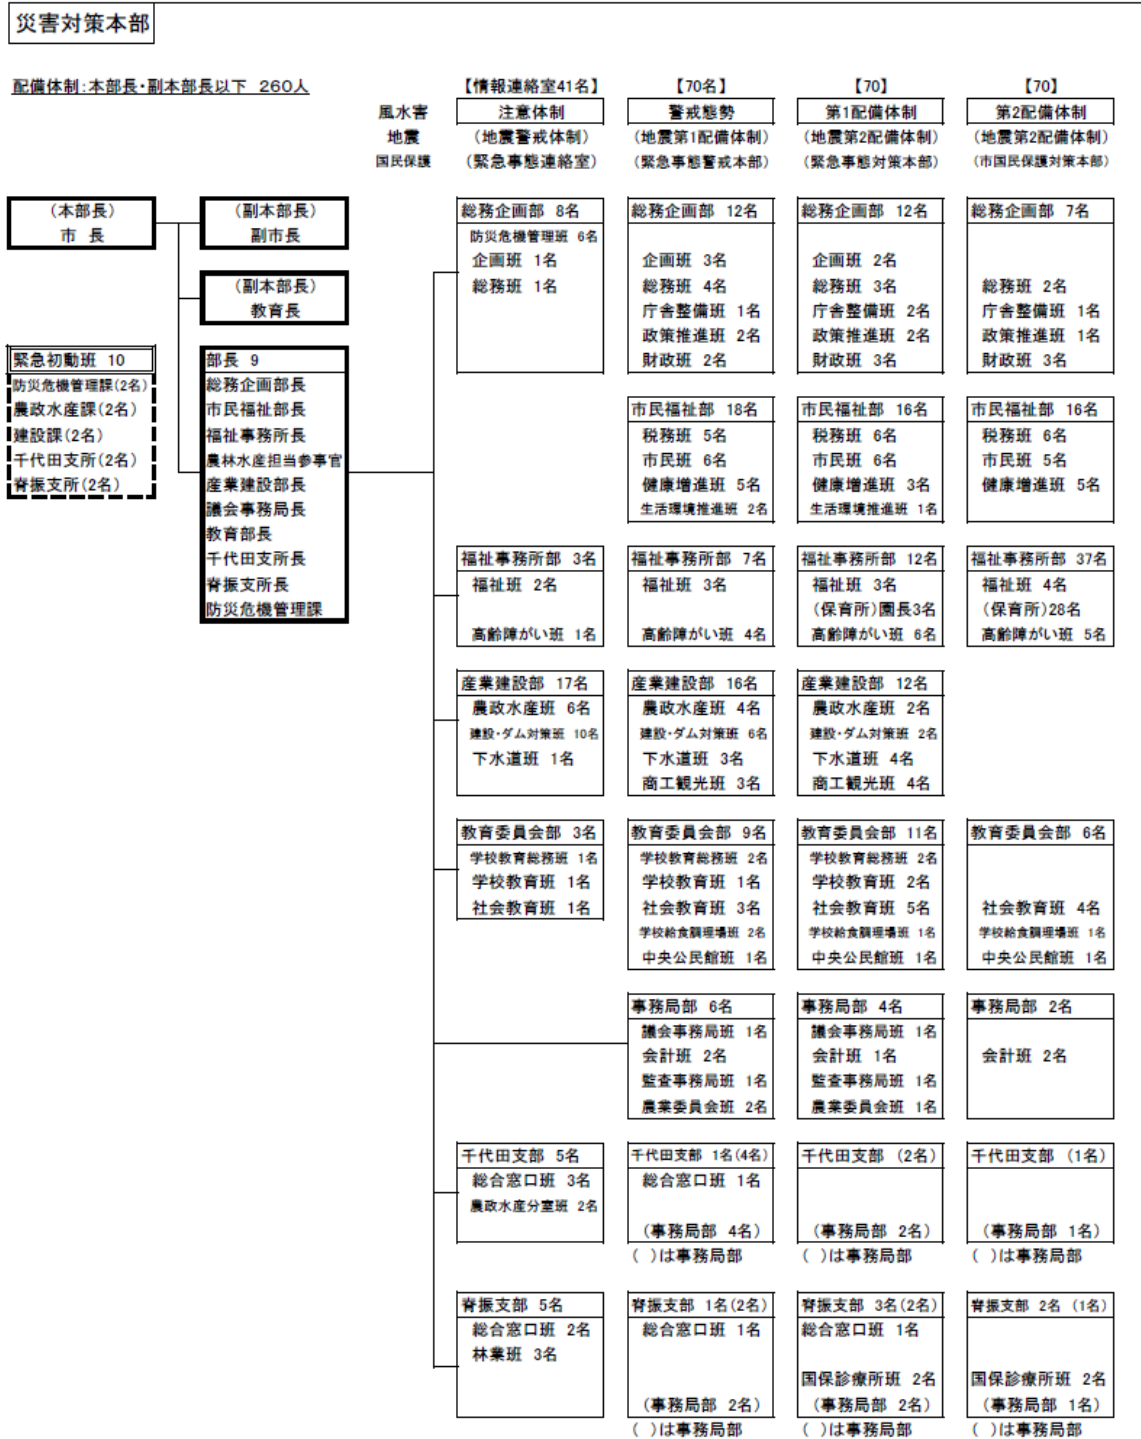 災害対策本部
配備体制：本部長・副本部長以下 260人
【情報連絡室41名】 【70名】 【70】 【70】
風水害 注意体制 警戒態勢 第1配備体制 第2配備体制
地震 (地震警戒体制) (地震第1配備体制) (地震第2配備体制) (地震第2配備体制)
国民保護 (緊急事態連絡室) (緊急事態警戒本部) (緊急事態対策本部) (市国民保護対策本部)
(本部長)
市 長
(副本部長)
副市長
(副本部長)
教育長
緊急初動班 10
防災危機管理課(2名)
農政水産課(2名)
建設課(2名)
千代田支所(2名)
脊振支所(2名)
部長 9
総務企画部長
市民福祉部長
福祉事務所長
農林水産担当参事官
産業建設部長
議会事務局長
教育部長
千代田支所長
脊振支所長
防災危機管理課
総務企画部 8名
防災危機管理班 6名
企画班 1名
総務班 1名
総務企画部 12名
企画班 3名
総務班 4名
庁舎整備班 1名
政策推進班 2名
財政班 2名
総務企画部 12名
企画班 2名
総務班 3名
庁舎整備班 2名
政策推進班 2名
財政班 3名
総務企画部 7名
総務班 2名
庁舎整備班 1名
政策推進班 1名
財政班 3名
市民福祉部 18名
税務班 5名
市民班 6名
健康増進班 5名
生活環境推進班 2名
市民福祉部 16名
税務班 6名
市民班 6名
健康増進班 3名
生活環境推進班 1名
市民福祉部 16名
税務班 6名
市民班 5名
健康増進班 5名
福祉事務所部 3名
福祉班 2名
高齢障がい班 1名
福祉事務所部 7名
福祉班 3名
高齢障がい班 4名
福祉事務所部 12名
福祉班 3名
(保育所)園長3名
高齢障がい班 6名
福祉事務所部 37名
福祉班 4名
(保育所)28名
高齢障がい班 5名
産業建設部 17名
農政水産班 6名
建設・ダム対策班 10名
下水道班 1名
産業建設部 16名
農政水産班 4名
建設・ダム対策班 6名
下水道班 3名
商工観光班 3名
産業建設部 12名
農政水産班 2名
建設・ダム対策班 2名
下水道班 4名
商工観光班 4名
教育委員会部 3名
学校教育総務班 1名
学校教育班 1名
社会教育班 1名
教育委員会部 9名
学校教育総務班 2名
学校教育班 1名
社会教育班 3名
学校給食調理場班 2名
中央公民館班 1名
教育委員会部 11名
学校教育総務班 2名
学校教育班 2名
社会教育班 5名
学校給食調理場班 1名
中央公民館班 1名
教育委員会部 6名
社会教育班 4名
学校給食調理場班 1名
中央公民館班 1名
事務局部 6名
議会事務局班 1名
会計班 2名
監査事務局班 1名
農業委員会班 2名
事務局部 4名
議会事務局班 1名
会計班 1名
監査事務局班 1名
農業委員会班 1名
事務局部 2名
会計班 2名
千代田支部 5名
総合窓口班 3名
農政水産分室班 2名
千代田支部 1名(4名)
総合窓口班 1名
(事務局部 4名)
( )は事務局部
千代田支部 (2名)
(事務局部 2名)
( )は事務局部
千代田支部 (1名)
(事務局部 1名)
( )は事務局部
脊振支部 5名
総合窓口班 2名
林業班 3名
脊振支部 1名(2名)
総合窓口班 1名
(事務局部 2名)
( )は事務局部
脊振支部 3名(2名)
総合窓口班 1名
国保診療所班 2名
(事務局部 2名)
( )は事務局部
脊振支部 2名 (1名)
国保診療所班 2名
(事務局部 1名)
( )は事務局部